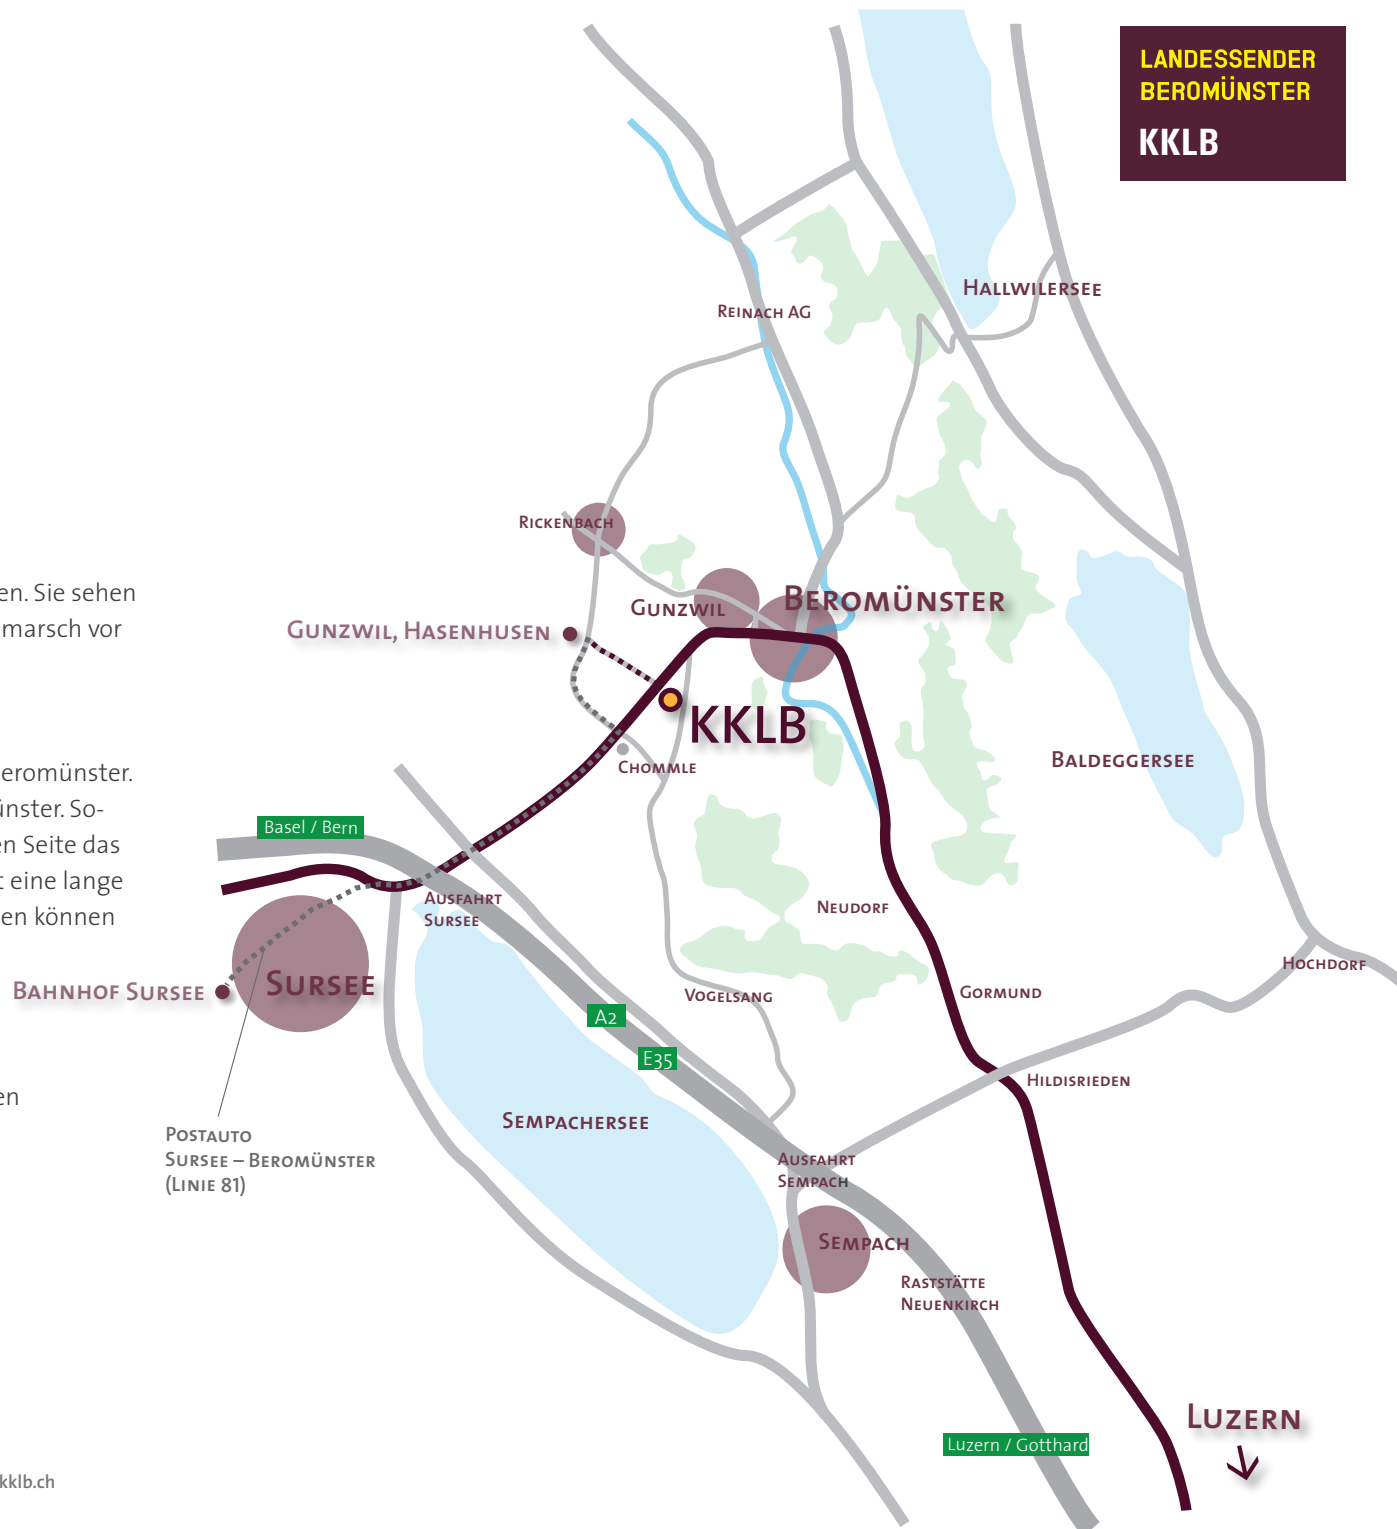 LANDESSENDER
BEROMÜNSTER
KKLB
HALLWILERSEE
REINACH AG
RICKENBACH
en. Sie sehen
marsch vor
GUNZWIL
BEROMÜNSTER
GUNZWIL, HASENHUSEN
KKLB
CHOMMLE
BALDEGGERSEE
eromünster.
ünster. So-
en Seite das
t eine lange
en können
Basel / Bern
AUSFAHRT
SURSEE
NEUDORF
HOCHDORF
BAHNHOF SURSEE
SURSEE
VOGELSANG
GORMUND
A2
E35
HILDISRIEDEN
en
SEMPACHERSEE
POSTAUTO
SURSEE – BEROMÜNSTER
(LINIE 81)
AUSFAHRT
SEMPACH
SEMPACH
RASTSTÄTTE
NEUENKIRCH
LUZERN
Luzern / Gotthard
kklb.ch